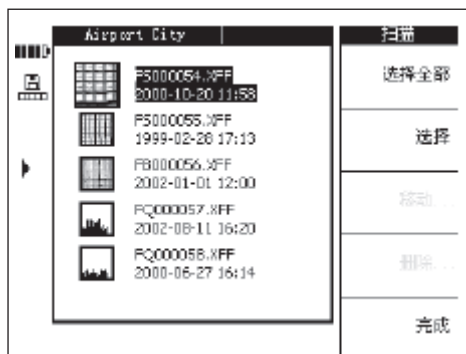 Airport City
扫描
FS000054.XFF
2000-10-20 11:58
FS000055.XFF
1999-02-28 17:13
FB000056.XFF
2002-01-01 12:00
FQ000057.XFF
2002-08-11 16:20
FQ000058.XFF
2000-06-27 16:14
选择全部
选择
移动...
删除...
完成